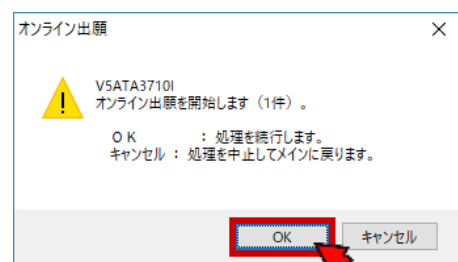 オンライン出願
V5ATA3710I
オンライン出願を開始します（1件）。
ＯＫ　　　　：　処理を続行します。
キャンセル：　処理を中止してメインに戻ります。
OK
キャンセル